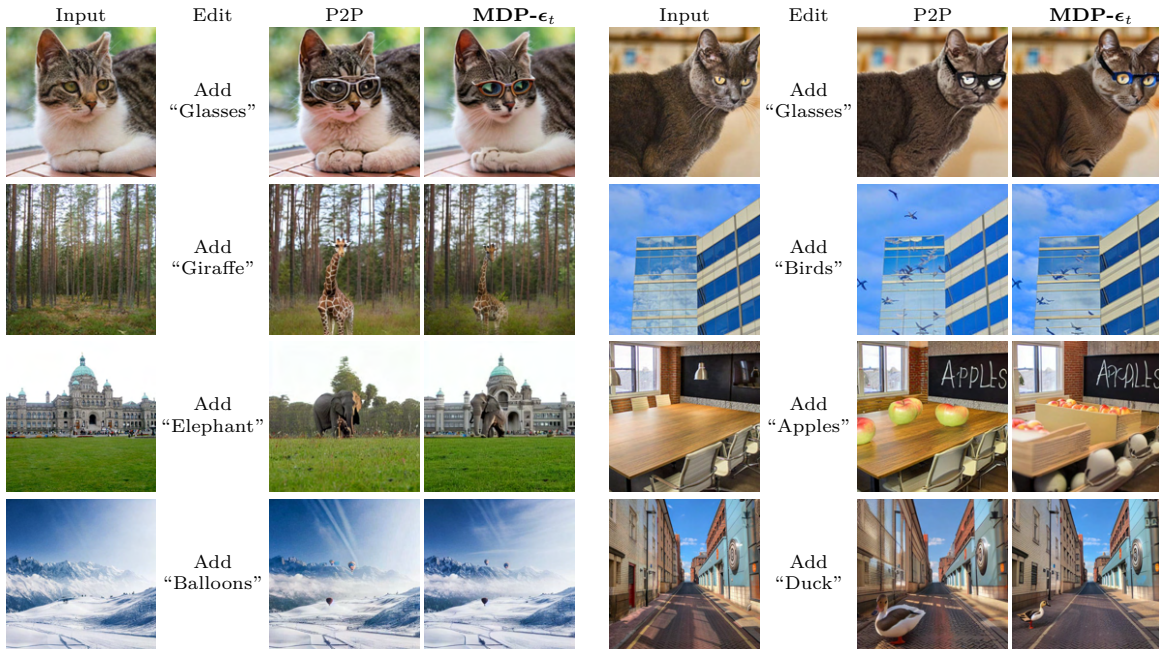 Input Edit P2P MDP-ϵt Input Edit P2P MDP-ϵt
Add
“Glasses”
Add
“Glasses”
Add
“Giraffe”
Add
“Birds”
Add
“Elephant”
Add
“Apples”
APPLES
Add
“Balloons”
Add
“Duck”